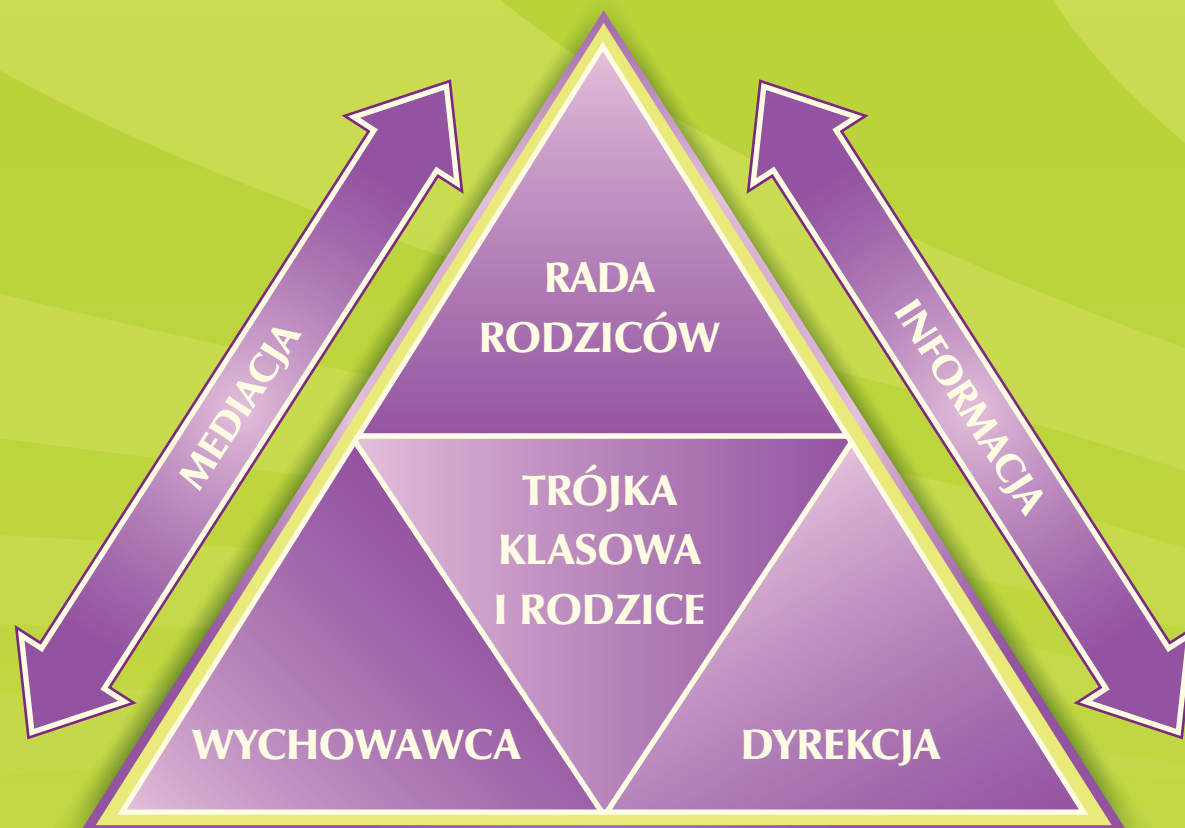 RADA
RODZICÓW
MEDIACJA
INFORMACJA
TRÓJKA
KLASOWA
I RODZICE
WYCHOWAWCA
DYREKCJA